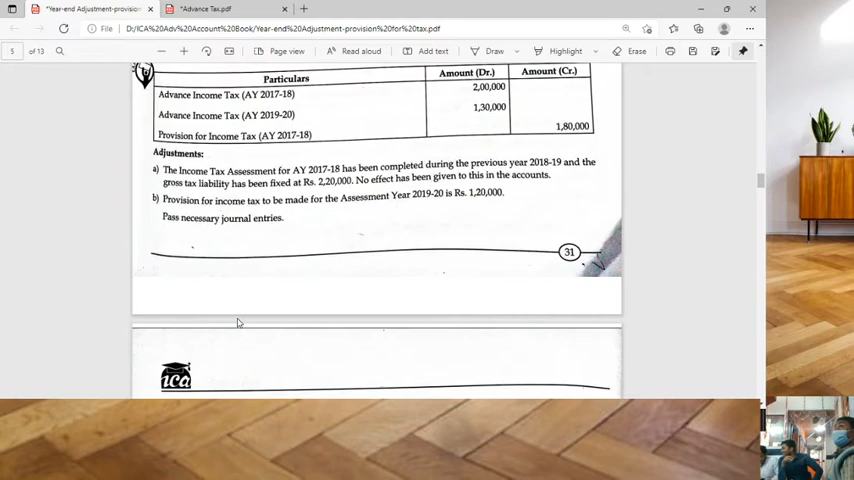 *Year-end Adjustment-provision
*Advance Tax.pdf
File
D:/ICA%20Adv%20Account%20Book/Year-end%20Adjustment-provision%20for%20tax.pdf
5
of 13
Page view
Read aloud
Add text
Draw
Highlight
Erase
Particulars
Amount (Dr.)
Amount (Cr.)
Advance Income Tax (AY 2017-18)
2,00,000
Advance Income Tax (AY 2019-20)
1,30,000
Provision for Income Tax (AY 2017-18)
1,80,000
Adjustments:
a) The Income Tax Assessment for AY 2017-18 has been completed during the previous year 2018-19 and the
gross tax liability has been fixed at Rs. 2,20,000. No effect has been given to this in the accounts.
b) Provision for income tax to be made for the Assessment Year 2019-20 is Rs. 1,20,000.
Pass necessary journal entries.
31
ica